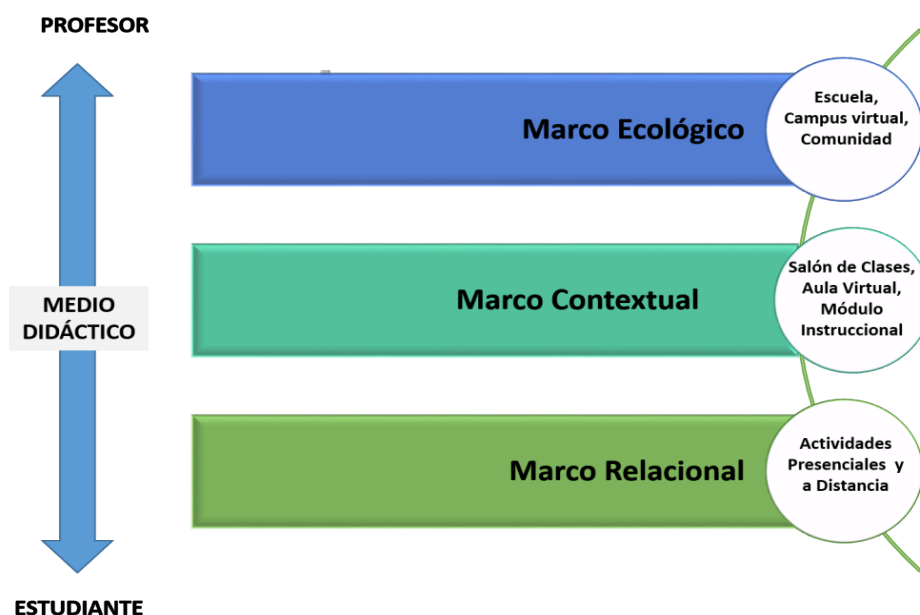 PROFESOR
Marco Ecológico
Escuela,
Campus virtual,
Comunidad
MEDIO
DIDÁCTICO
Marco Contextual
Salón de Clases,
Aula Virtual,
Módulo
Instruccional
Marco Relacional
Actividades
Presenciales y
a Distancia
ESTUDIANTE